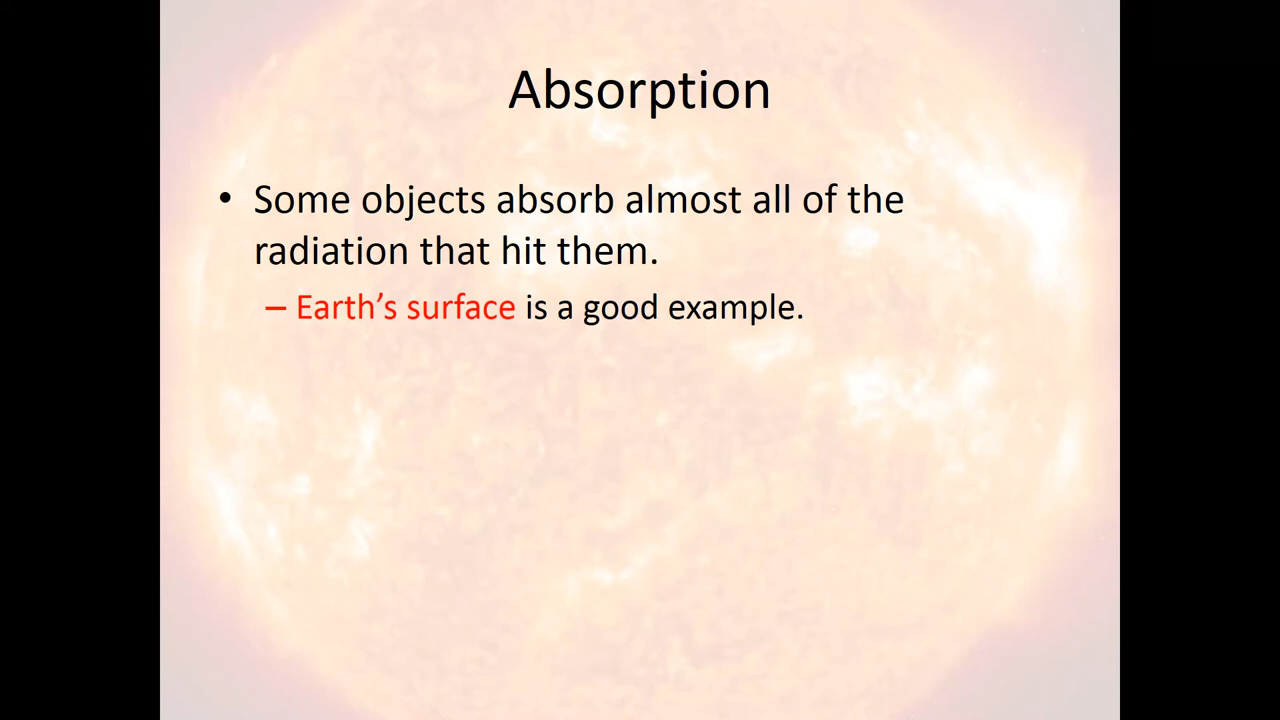 Absorption
• Some objects absorb almost all of the
radiation that hit them.
– Earth’s surface is a good example.